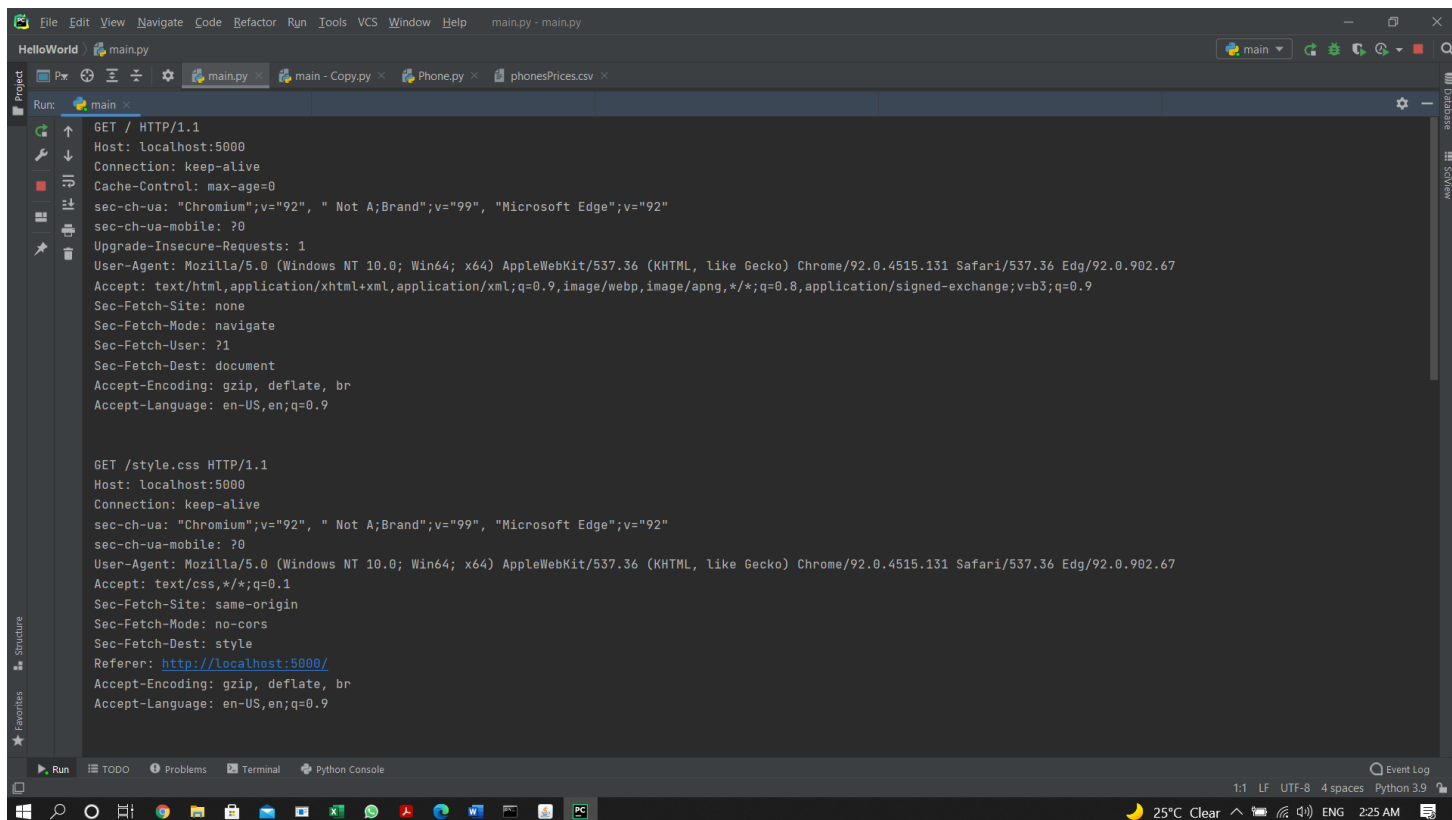 File Edit View Navigate Code Refactor Run Tools VCS Window Help main.py - main.py
HelloWorld main.py main
main.py main - Copy.py Phone.py phonesPrices.csv
Project
Run: main
Database
SciView
GET / HTTP/1.1
Host: localhost:5000
Connection: keep-alive
Cache-Control: max-age=0
sec-ch-ua: "Chromium";v="92", " Not A;Brand";v="99", "Microsoft Edge";v="92"
sec-ch-ua-mobile: ?0
Upgrade-Insecure-Requests: 1
User-Agent: Mozilla/5.0 (Windows NT 10.0; Win64; x64) AppleWebKit/537.36 (KHTML, like Gecko) Chrome/92.0.4515.131 Safari/537.36 Edg/92.0.902.67
Accept: text/html,application/xhtml+xml,application/xml;q=0.9,image/webp,image/apng,*/*;q=0.8,application/signed-exchange;v=b3;q=0.9
Sec-Fetch-Site: none
Sec-Fetch-Mode: navigate
Sec-Fetch-User: ?1
Sec-Fetch-Dest: document
Accept-Encoding: gzip, deflate, br
Accept-Language: en-US,en;q=0.9
GET /style.css HTTP/1.1
Host: localhost:5000
Connection: keep-alive
sec-ch-ua: "Chromium";v="92", " Not A;Brand";v="99", "Microsoft Edge";v="92"
sec-ch-ua-mobile: ?0
User-Agent: Mozilla/5.0 (Windows NT 10.0; Win64; x64) AppleWebKit/537.36 (KHTML, like Gecko) Chrome/92.0.4515.131 Safari/537.36 Edg/92.0.902.67
Accept: text/css,*/*;q=0.1
Sec-Fetch-Site: same-origin
Sec-Fetch-Mode: no-cors
Sec-Fetch-Dest: style
Referer: http://localhost:5000/
Accept-Encoding: gzip, deflate, br
Accept-Language: en-US,en;q=0.9
Structure
Favorites
Run TODO Problems Terminal Python Console Event Log
1:1 LF UTF-8 4 spaces Python 3.9
25°C Clear ENG 2:25 AM